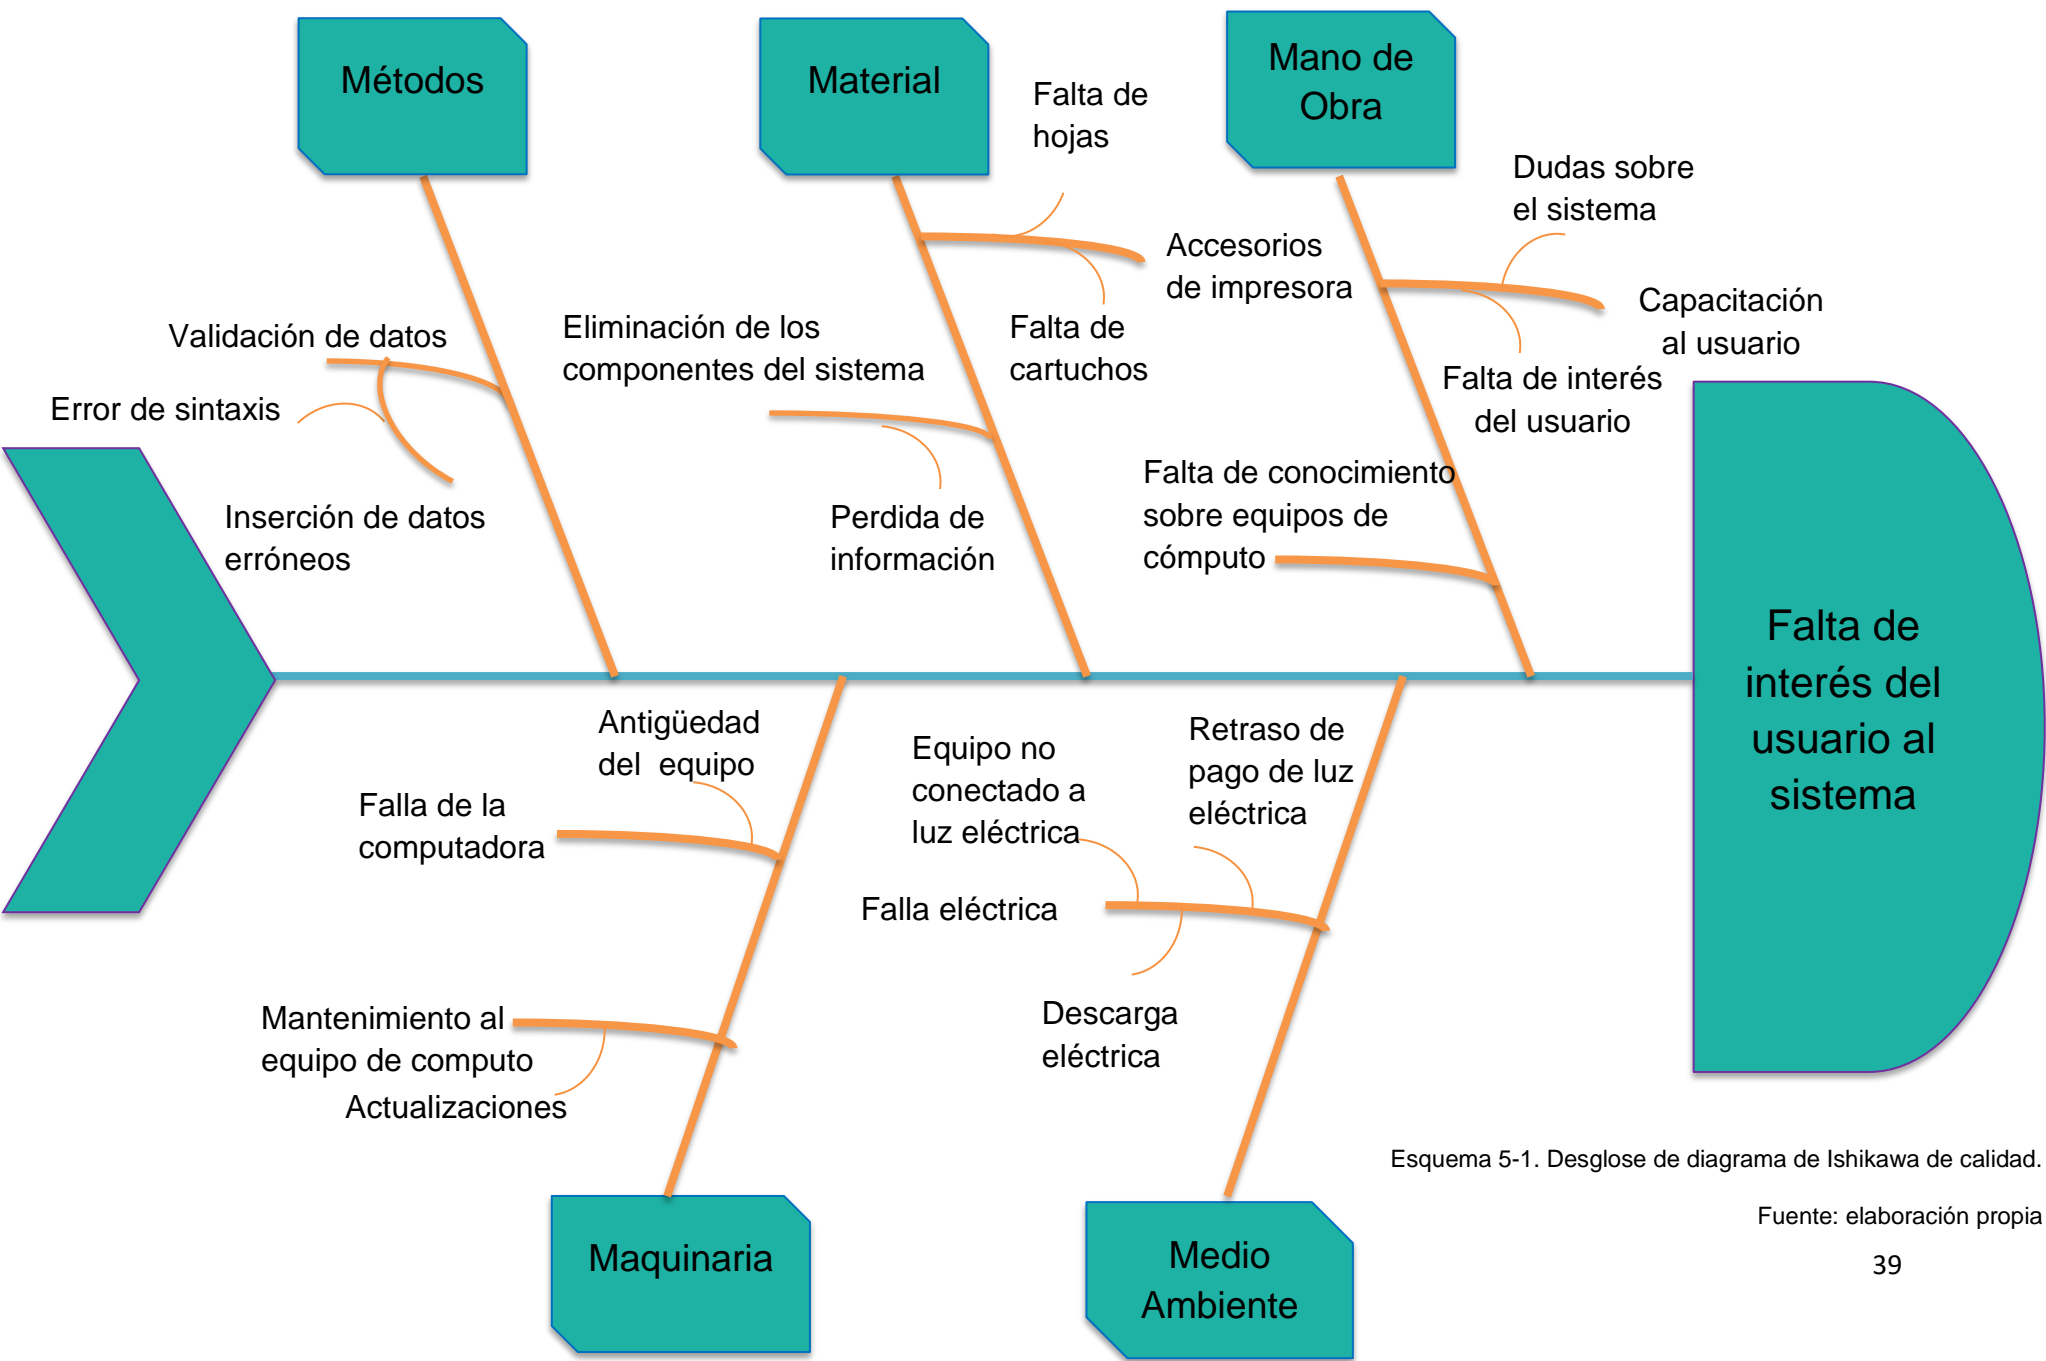 Métodos
Material
Mano de
Obra
Falta de
hojas
Dudas sobre
el sistema
Accesorios
de impresora
Capacitación
al usuario
Validación de datos
Eliminación de los
componentes del sistema
Falta de
cartuchos
Falta de interés
del usuario
Error de sintaxis
Inserción de datos
erróneos
Perdida de
información
Falta de conocimiento
sobre equipos de
cómputo
Falta de
interés del
usuario al
sistema
Antigüedad
del  equipo
Falla de la
computadora
Equipo no
conectado a
luz eléctrica
Retraso de
pago de luz
eléctrica
Falla eléctrica
Descarga
eléctrica
Mantenimiento al
equipo de computo
Actualizaciones
Maquinaria
Medio
Ambiente
Esquema 5-1. Desglose de diagrama de Ishikawa de calidad.
Fuente: elaboración propia
39